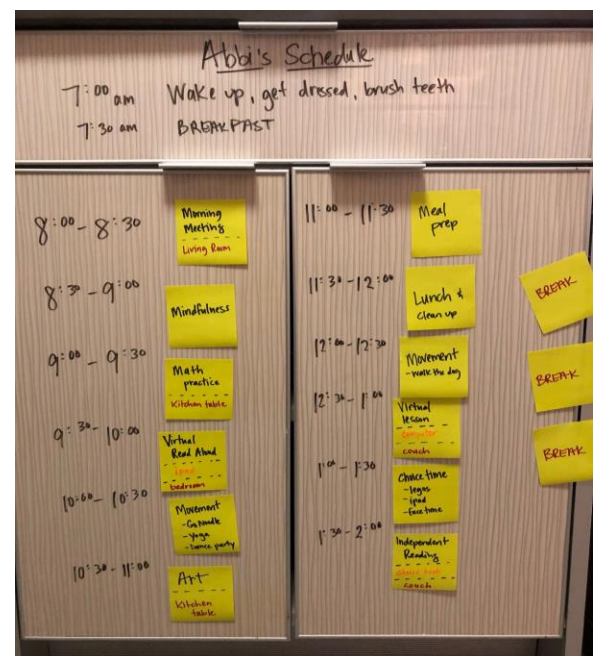 Abbi's Schedule
7:00 am Wake up, get dressed, brush teeth
7:30 am BREAKFAST
8:00 - 8:30
Morning
Meeting
Living Room
8:30 - 9:00
Mindfulness
9:00 - 9:30
Math
practice
Kitchen table
9:30 - 10:00
Virtual
Read Aloud
ipad
bedroom
10:00 - 10:30
Movement
- GoNoodle
- Yoga
- Dance party
10:30 - 11:00
Art
Kitchen
table
11:00 - 11:30
Meal
prep
11:30 - 12:00
Lunch &
clean up
12:00 - 12:30
Movement
- walk the dog
12:30 - 1:00
Virtual
lesson
computer
couch
1:00 - 1:30
Choice time
- legos
- ipad
- Face time
1:30 - 2:00
Independent
Reading
couch
BREAK
BREAK
BREAK